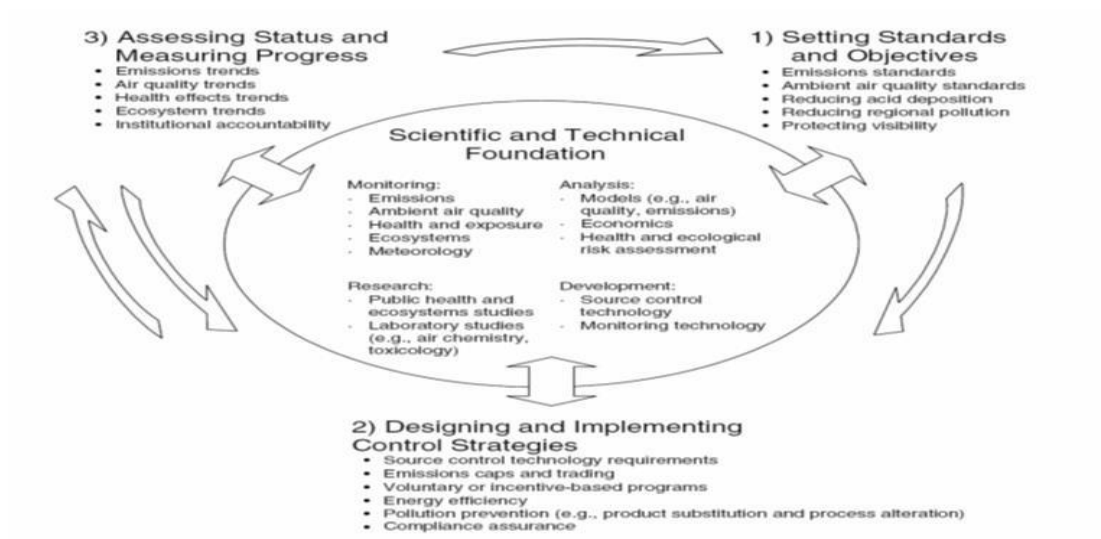 3) Assessing Status and
Measuring Progress
• Emissions trends
• Air quality trends
• Health effects trends
• Ecosystem trends
• Institutional accountability
1) Setting Standards
and Objectives
• Emissions standards
• Ambient air quality standards
• Reducing acid deposition
• Reducing regional pollution
• Protecting visibility
Scientific and Technical
Foundation
Monitoring:
- Emissions
- Ambient air quality
- Health and exposure
- Ecosystems
- Meteorology
Analysis:
- Models (e.g., air
quality, emissions)
- Economics
- Health and ecological
risk assessment
Research:
- Public health and
ecosystems studies
- Laboratory studies
(e.g., air chemistry,
toxicology)
Development:
- Source control
technology
- Monitoring technology
2) Designing and Implementing
Control Strategies
• Source control technology requirements
• Emissions caps and trading
• Voluntary or incentive-based programs
• Energy efficiency
• Pollution prevention (e.g., product substitution and process alteration)
• Compliance assurance